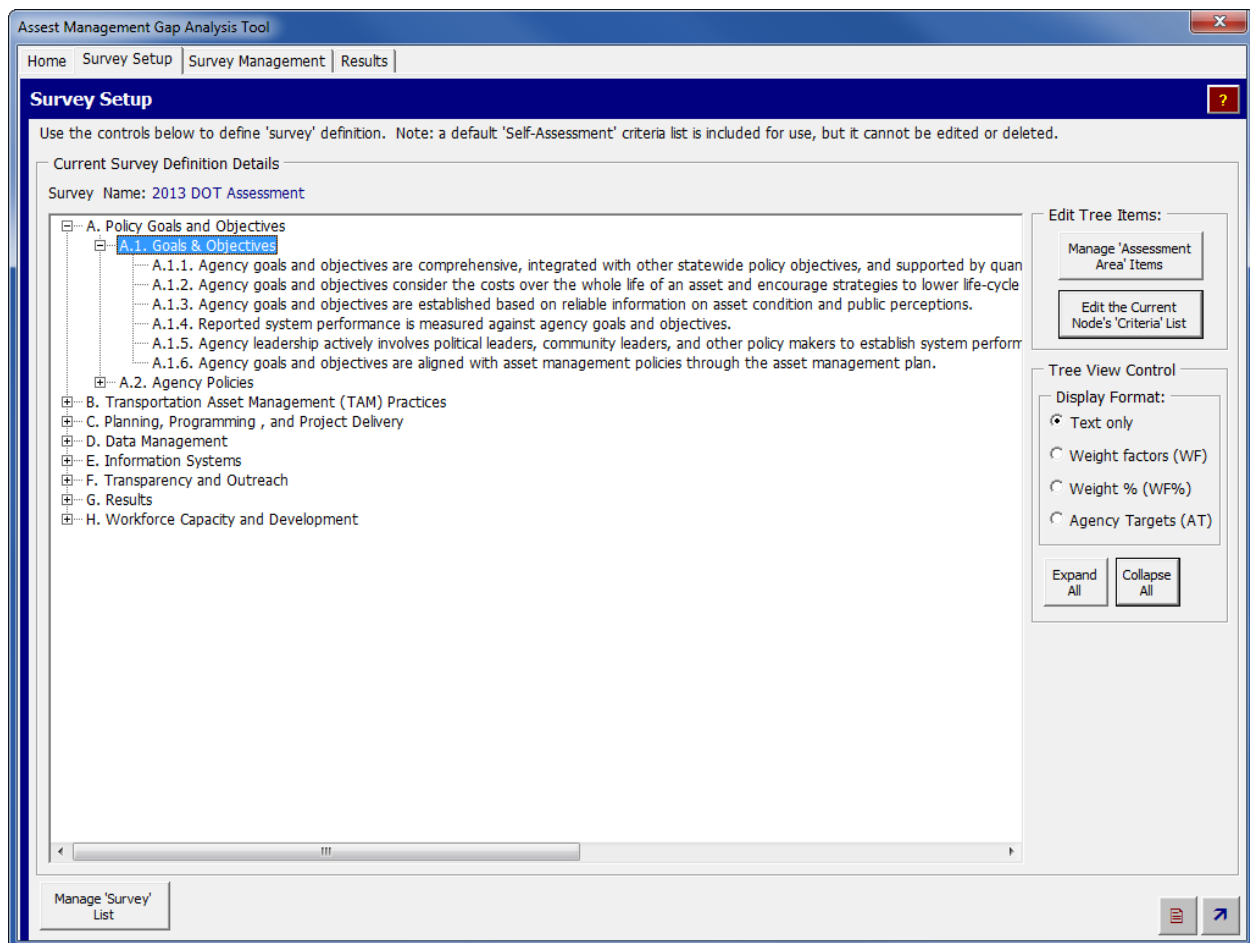 Assest Management Gap Analysis Tool
Home Survey Setup Survey Management Results
Survey Setup
?
Use the controls below to define 'survey' definition. Note: a default 'Self-Assessment' criteria list is included for use, but it cannot be edited or deleted.
Current Survey Definition Details
Survey Name: 2013 DOT Assessment
A. Policy Goals and Objectives
A.1. Goals & Objectives
A.1.1. Agency goals and objectives are comprehensive, integrated with other statewide policy objectives, and supported by quan
A.1.2. Agency goals and objectives consider the costs over the whole life of an asset and encourage strategies to lower life-cycle
A.1.3. Agency goals and objectives are established based on reliable information on asset condition and public perceptions.
A.1.4. Reported system performance is measured against agency goals and objectives.
A.1.5. Agency leadership actively involves political leaders, community leaders, and other policy makers to establish system perform
A.1.6. Agency goals and objectives are aligned with asset management policies through the asset management plan.
A.2. Agency Policies
B. Transportation Asset Management (TAM) Practices
C. Planning, Programming , and Project Delivery
D. Data Management
E. Information Systems
F. Transparency and Outreach
G. Results
H. Workforce Capacity and Development
Edit Tree Items:
Manage 'Assessment
Area' Items
Edit the Current
Node's 'Criteria' List
Tree View Control
Display Format:
Text only
Weight factors (WF)
Weight % (WF%)
Agency Targets (AT)
Expand
All
Collapse
All
Manage 'Survey'
List